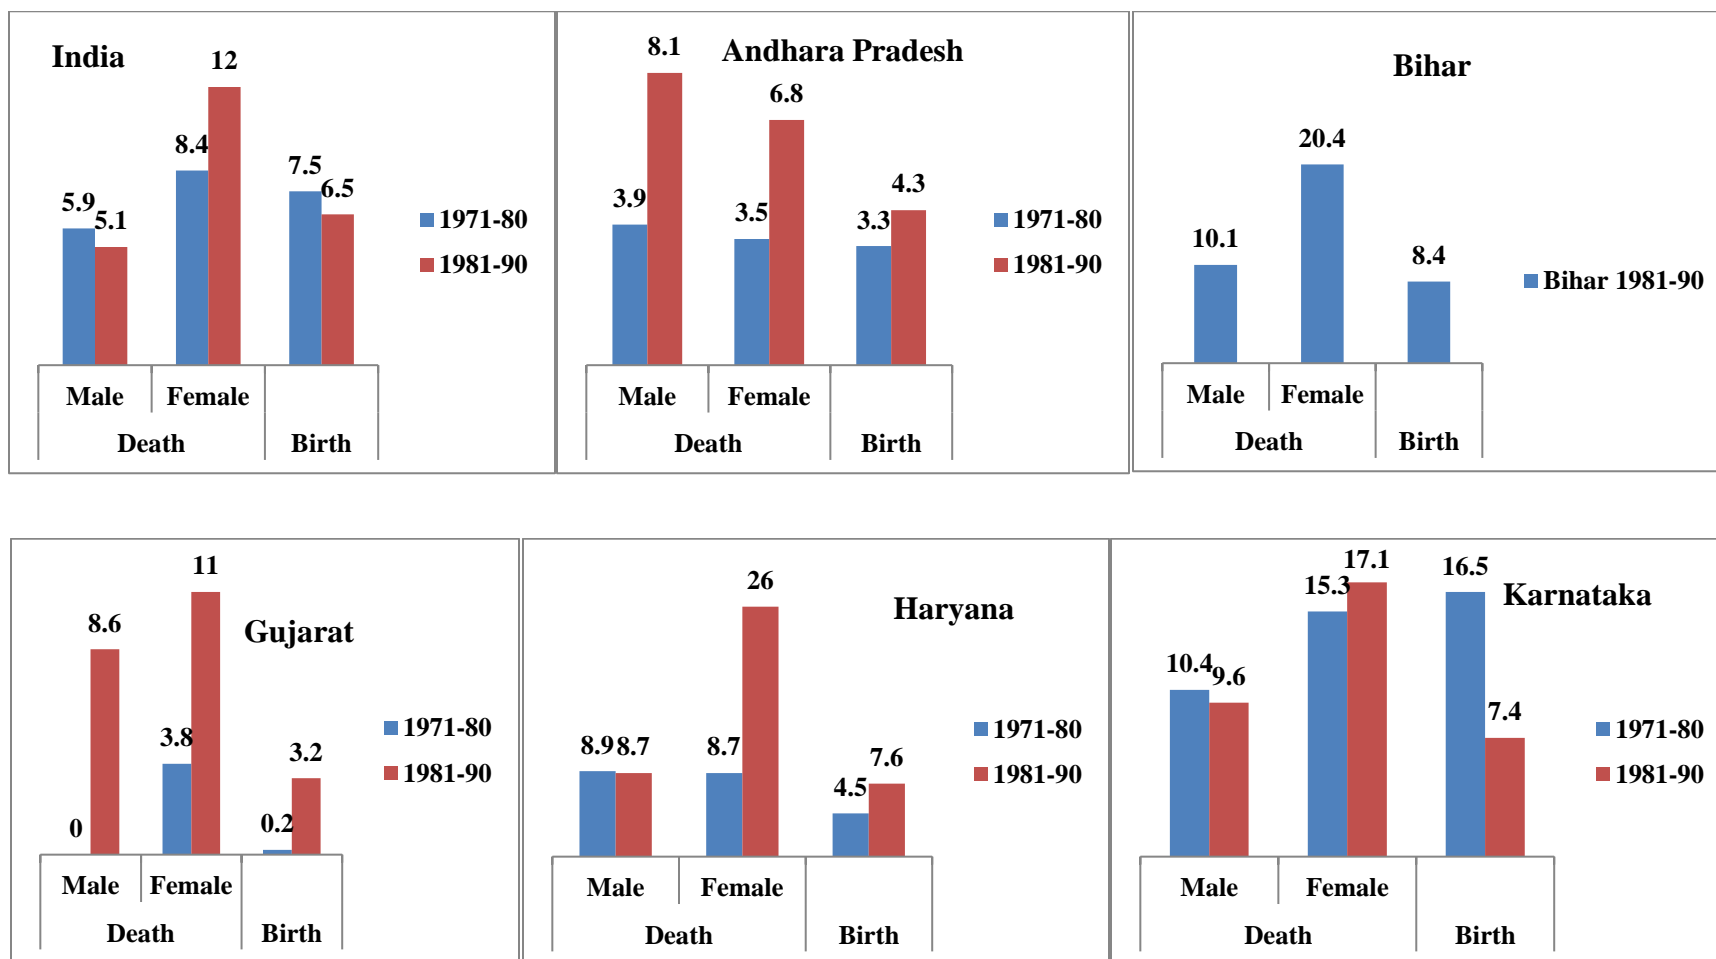 India
12
8.4
7.5
6.5
5.9
5.1
1971-80
1981-90
Male Female
Death Birth
Andhara Pradesh
8.1
6.8
3.9
3.5
3.3
4.3
1971-80
1981-90
Male Female
Death Birth
Bihar
20.4
10.1
8.4
Bihar 1981-90
Male Female
Death Birth
Gujarat
11
8.6
3.8
3.2
0
0.2
1971-80
1981-90
Male Female
Death Birth
Haryana
26
8.9 8.7 8.7
7.6
4.5
1971-80
1981-90
Male Female
Death Birth
Karnataka
17.1
16.5
15.3
10.4
9.6
7.4
1971-80
1981-90
Male Female
Death Birth